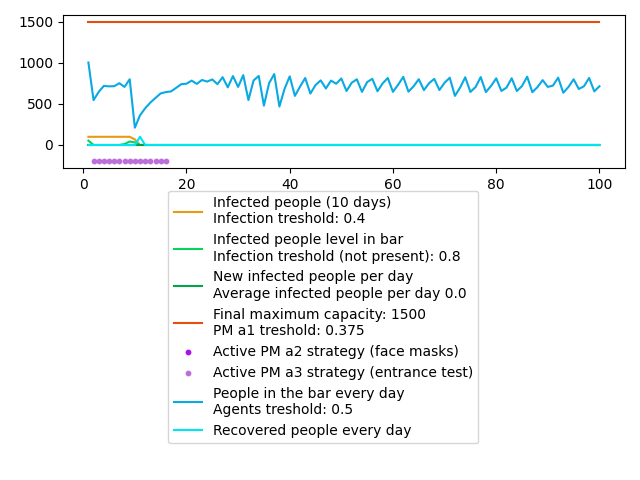 1500
1000
500
0
0
20
40
60
80
100
Infected people (10 days)
Infection treshold: 0.4
Infected people level in bar
Infection treshold (not present): 0.8
New infected people per day
Average infected people per day 0.0
Final maximum capacity: 1500
PM a1 treshold: 0.375
Active PM a2 strategy (face masks)
Active PM a3 strategy (entrance test)
People in the bar every day
Agents treshold: 0.5
Recovered people every day